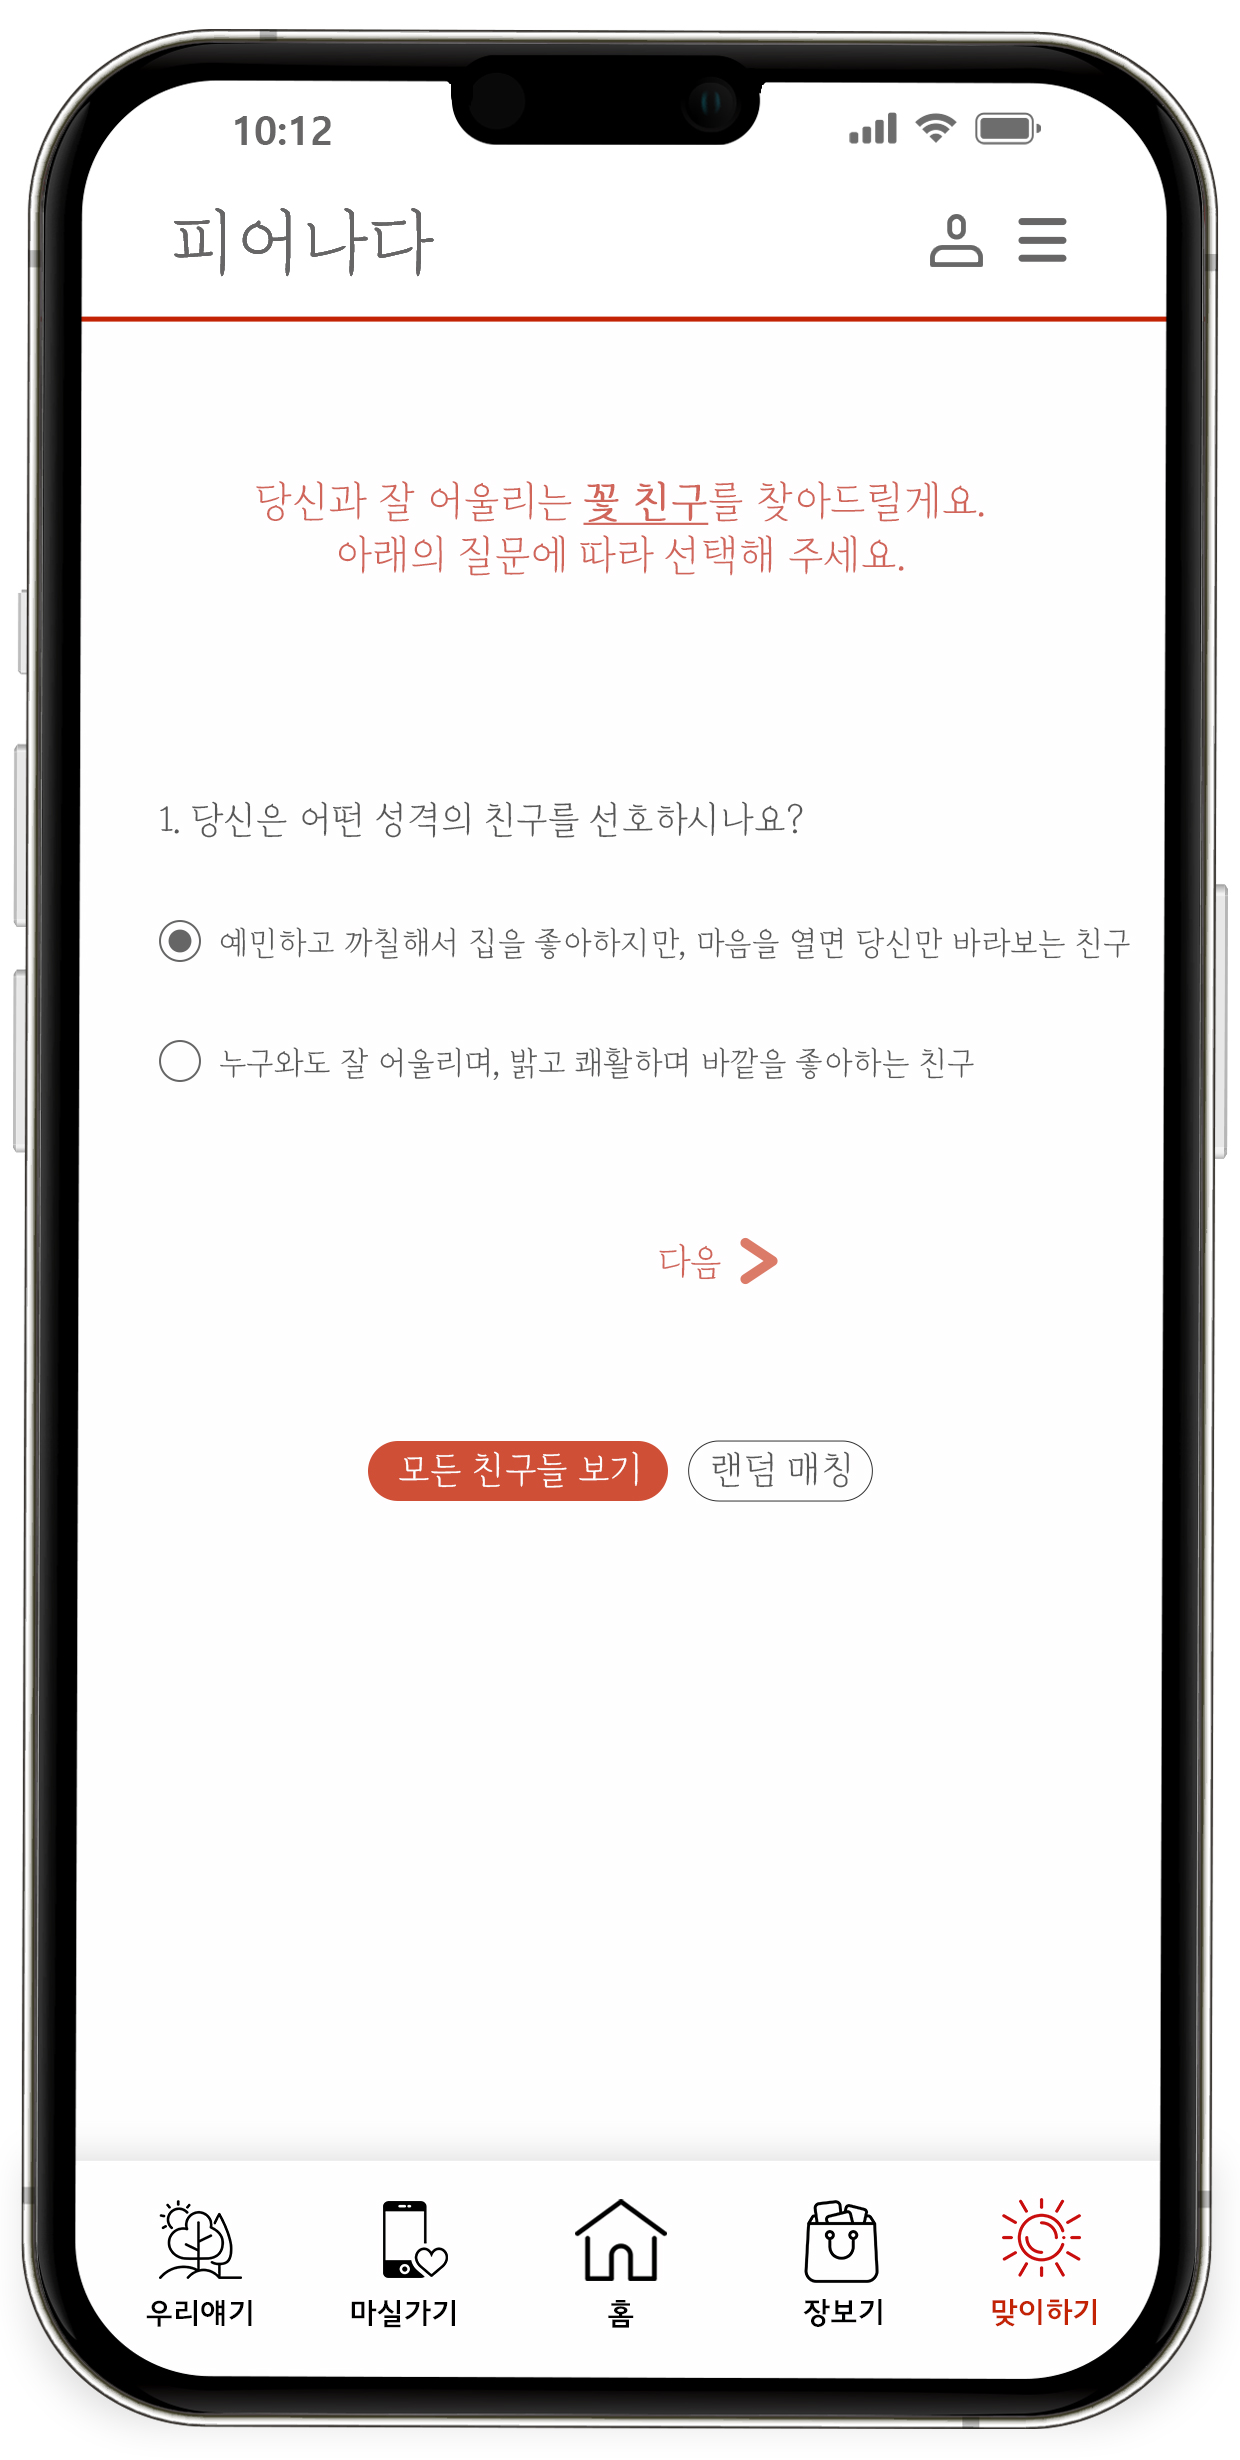 10:12
피어나다
당신과 잘 어울리는 꽃 친구를 찾아드릴게요.
아래의 질문에 따라 선택해 주세요.
1. 당신은 어떤 성격의 친구를 선호하시나요?
예민하고 까칠해서 집을 좋아하지만, 마음을 열면 당신만 바라보는 친구
누구와도 잘 어울리며, 밝고 쾌활하며 바깥을 좋아하는 친구
다음
모든 친구들 보기 랜덤 매칭
우리얘기 마실가기 홈 장보기 맞이하기